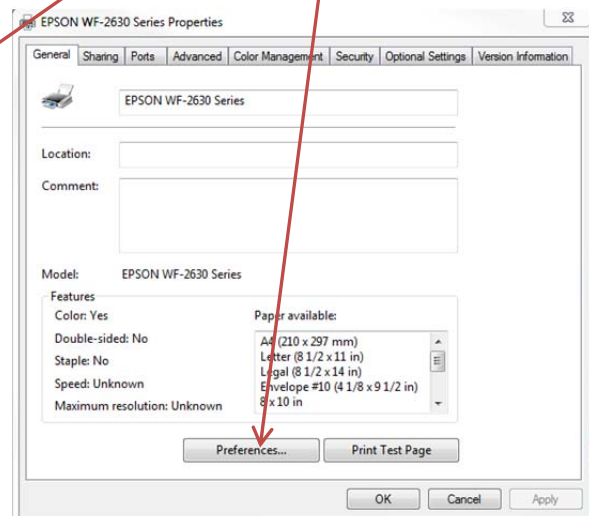 EPSON WF-2630 Series Properties
General Sharing Ports Advanced Color Management Security Optional Settings Version Information
EPSON WF-2630 Series
Location:
Comment:
Model: EPSON WF-2630 Series
Features
Color: Yes
Double-sided: No
Staple: No
Speed: Unknown
Maximum resolution: Unknown
Paper available:
A4 (210 x 297 mm)
Letter (8 1/2 x 11 in)
Legal (8 1/2 x 14 in)
Envelope #10 (4 1/8 x 9 1/2 in)
8 x 10 in
Preferences... Print Test Page
OK Cancel Apply